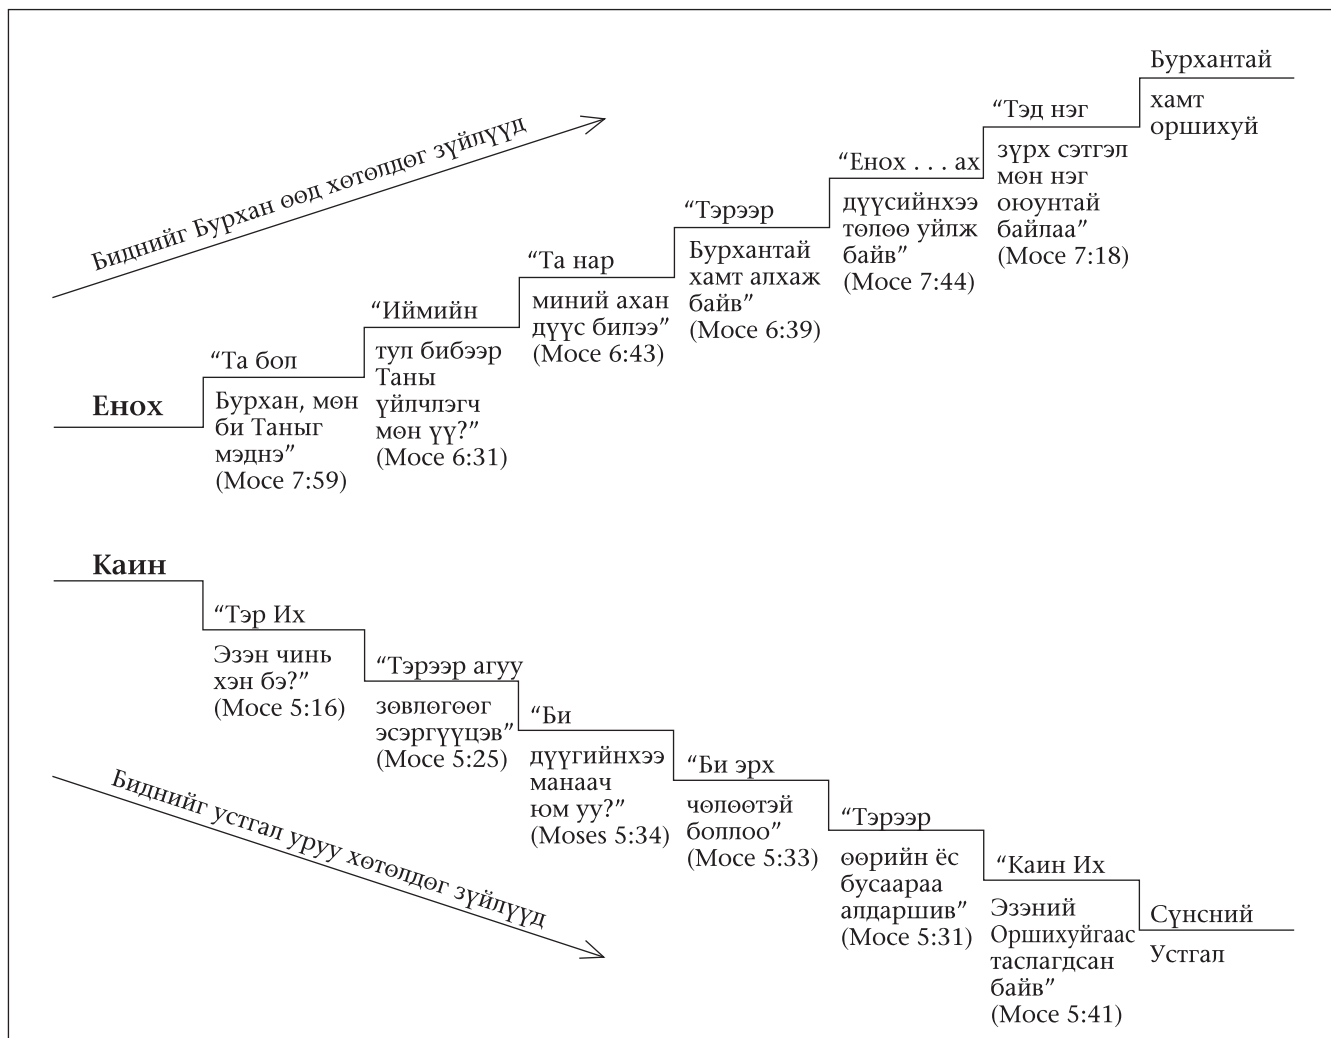 Биднийг Бурхан өөд хөтөлдөг зүйлүүд
Енох
“Та бол
Бурхан, мөн
би Таныг
мэднэ”
(Мосе 7:59)
“Иймийн
тул бибээр
Таны
үйлчлэгч
мөн үү?”
(Мосе 6:31)
“Та нар
миний ахан
дүүс билээ”
(Мосе 6:43)
“Тэрээр
Бурхантай
хамт алхаж
байв”
(Мосе 6:39)
“Енох . . . ах
дүүсийнхээ
төлөө уйлж
байв”
(Мосе 7:44)
“Тэд нэг
зүрх сэтгэл
мөн нэг
оюунтай
байлаа”
(Мосе 7:18)
Бурхантай
хамт
оршихуй
Каин
“Тэр Их
Эзэн чинь
хэн бэ?”
(Мосе 5:16)
“Тэрээр агуу
зөвлөгөөг
эсэргүүцэв”
(Мосе 5:25)
“Би
дүүгийнхээ
манаач
юм уу?”
(Moses 5:34)
“Би эрх
чөлөөтэй
боллоо”
(Мосе 5:33)
“Тэрээр
өөрийн ёс
бусаараа
алдаршив”
(Мосе 5:31)
“Каин Их
Эзэний
Оршихуйгаас
таслагдсан
байв”
(Мосе 5:41)
Сүнсний
Устгал
Биднийг устгал уруу хөтөлдөг зүйлүүд